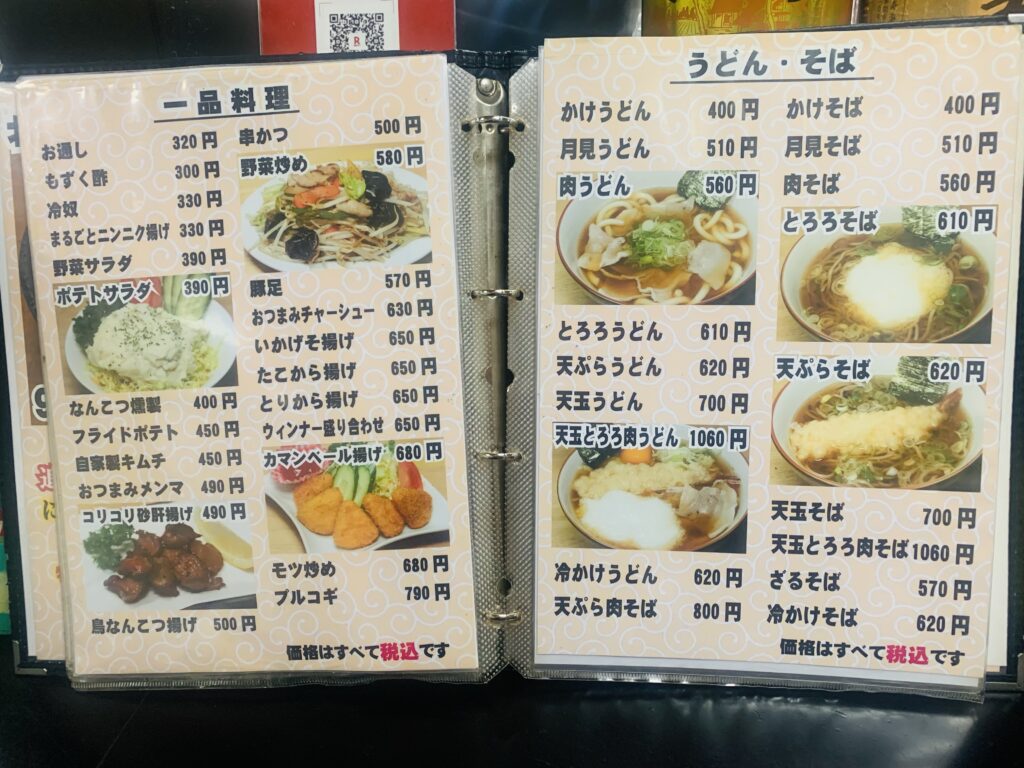 一品料理
お通し 320円
もずく酢 300円
冷奴 330円
まるごとニンニク揚げ 330円
野菜サラダ 390円
ポテトサラダ 390円
なんこつ燻製 400円
フライドポテト 450円
自家製キムチ 450円
おつまみメンマ 490円
コリコリ砂肝揚げ 490円
鳥なんこつ揚げ 500円
串かつ 500円
野菜炒め 580円
豚足 570円
おつまみチャーシュー 630円
いかげそ揚げ 650円
たこから揚げ 650円
とりから揚げ 650円
ウィンナー盛り合わせ 650円
カマンベール揚げ 680円
モツ炒め 680円
プルコギ 790円
価格はすべて税込です
うどん・そば
かけうどん 400円
月見うどん 510円
肉うどん 560円
とろろうどん 610円
天ぷらうどん 620円
天玉うどん 700円
天玉とろろ肉うどん 1060円
冷かけうどん 620円
天ぷら肉そば 800円
かけそば 400円
月見そば 510円
肉そば 560円
とろろそば 610円
天ぷらそば 620円
天玉そば 700円
天玉とろろ肉そば 1060円
ざるそば 570円
冷かけそば 620円
価格はすべて税込です